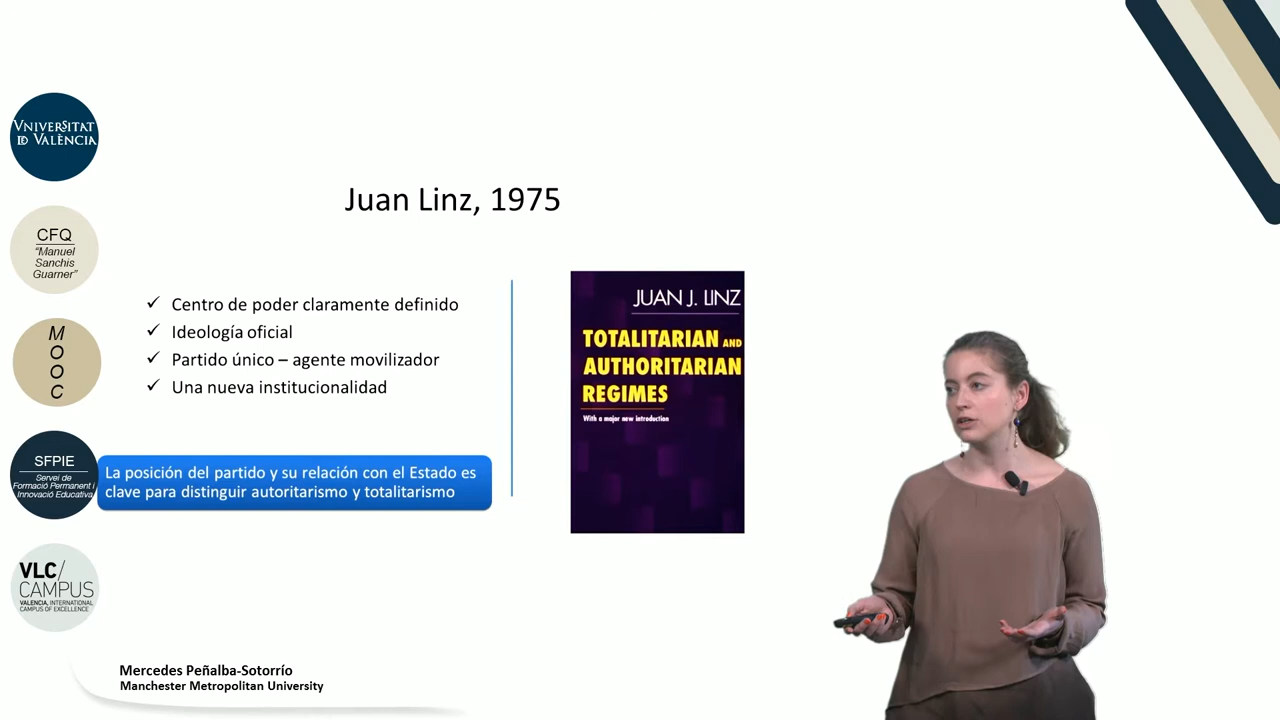 VNIVERSITAT
ID VALÈNCIA
CFQ
“Manuel
Sanchis
Guarner”
M
O
O
C
SFPIE
Servei de
Formació Permanent i
Innovació Educativa
VLC/
CAMPUS
VALENCIA, INTERNATIONAL
CAMPUS OF EXCELLENCE
Juan Linz, 1975
✓ Centro de poder claramente definido
✓ Ideología oficial
✓ Partido único – agente movilizador
✓ Una nueva institucionalidad
La posición del partido y su relación con el Estado es
clave para distinguir autoritarismo y totalitarismo
JUAN J. LINZ
TOTALITARIAN AND
AUTHORITARIAN
REGIMES
With a major new introduction
Mercedes Peñalba-Sotorrío
Manchester Metropolitan University